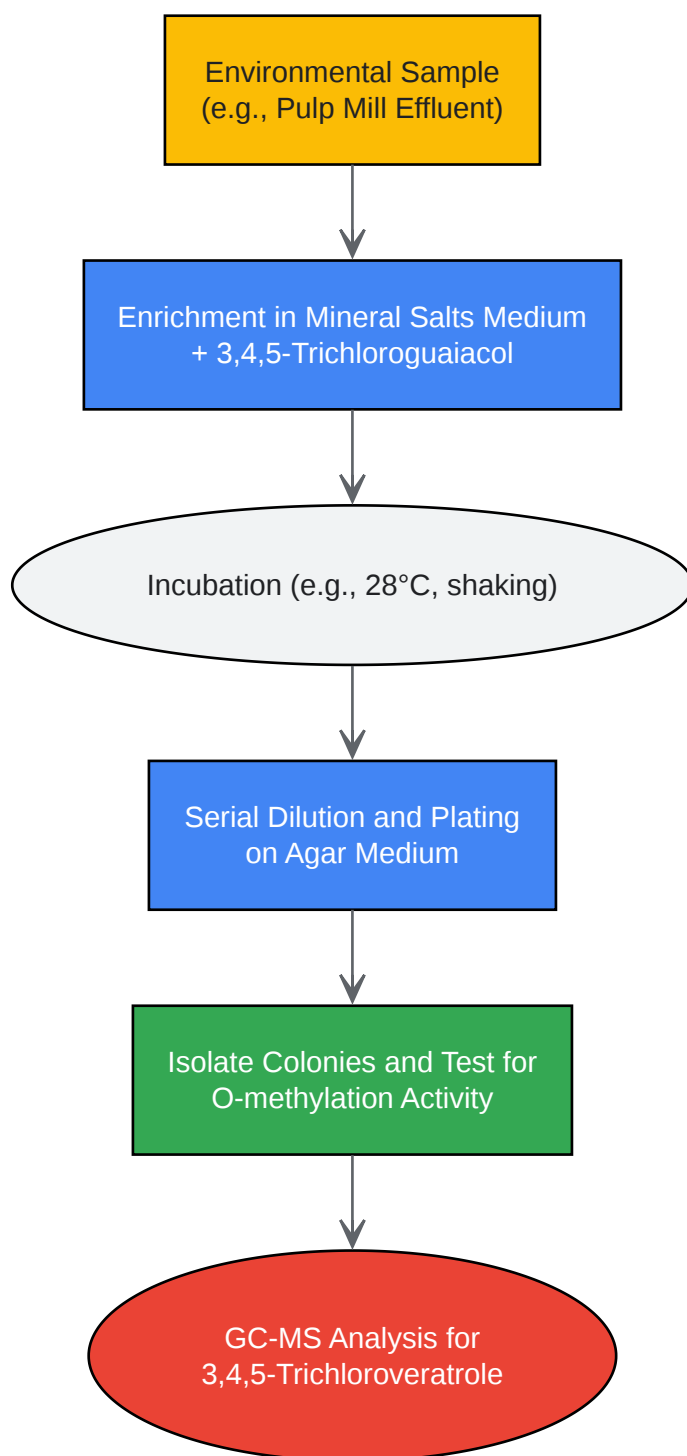 Environmental Sample
(e.g., Pulp Mill Effluent)
Enrichment in Mineral Salts Medium
+ 3,4,5-Trichloroguaiacol
Incubation (e.g., 28°C, shaking)
Serial Dilution and Plating
on Agar Medium
Isolate Colonies and Test for
O-methylation Activity
GC-MS Analysis for
3,4,5-Trichloroveratrole